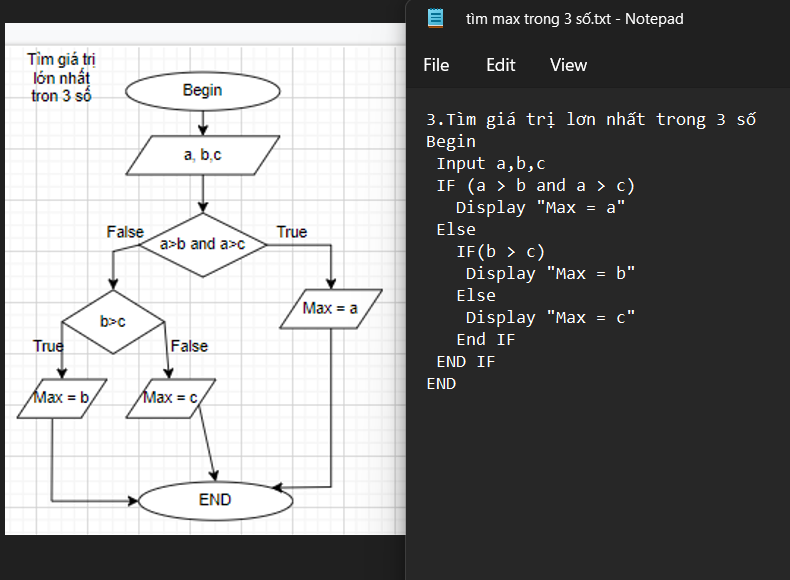 Tìm giá trị
lớn nhất
tron 3 số
Begin
a, b,c
False
a>b and a>c
True
b>c
Max = a
True
False
Max = b
Max = c
END
tìm max trong 3 số.txt - Notepad
File Edit View
3.Tìm giá trị lơn nhất trong 3 số
Begin
Input a,b,c
IF (a > b and a > c)
Display "Max = a"
Else
IF(b > c)
Display "Max = b"
Else
Display "Max = c"
End IF
END IF
END